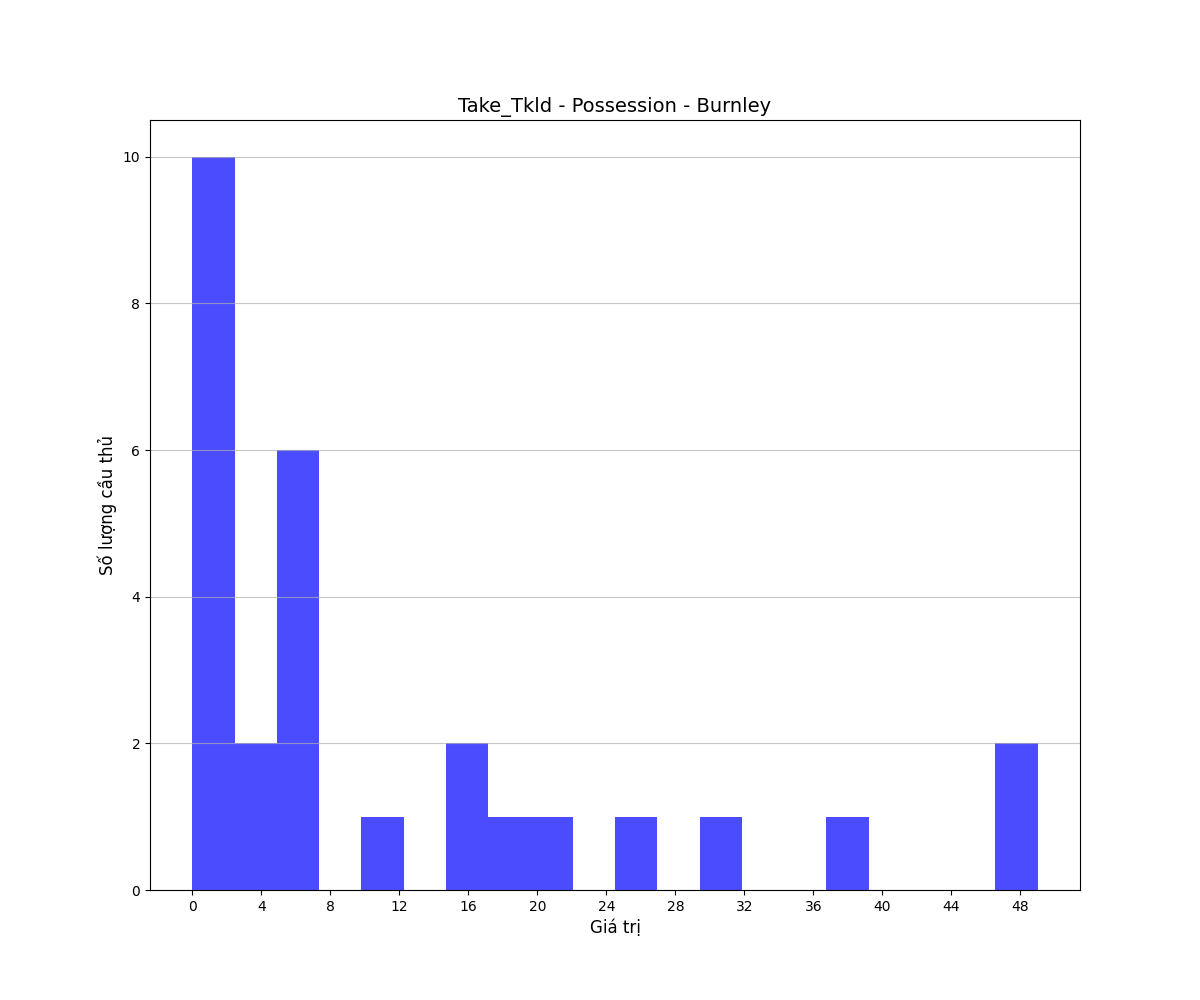 Take_Tkld - Possession - Burnley
10
8
6
4
2
0
Số lượng cầu thủ
0 4 8 12 16 20 24 28 32 36 40 44 48
Giá trị